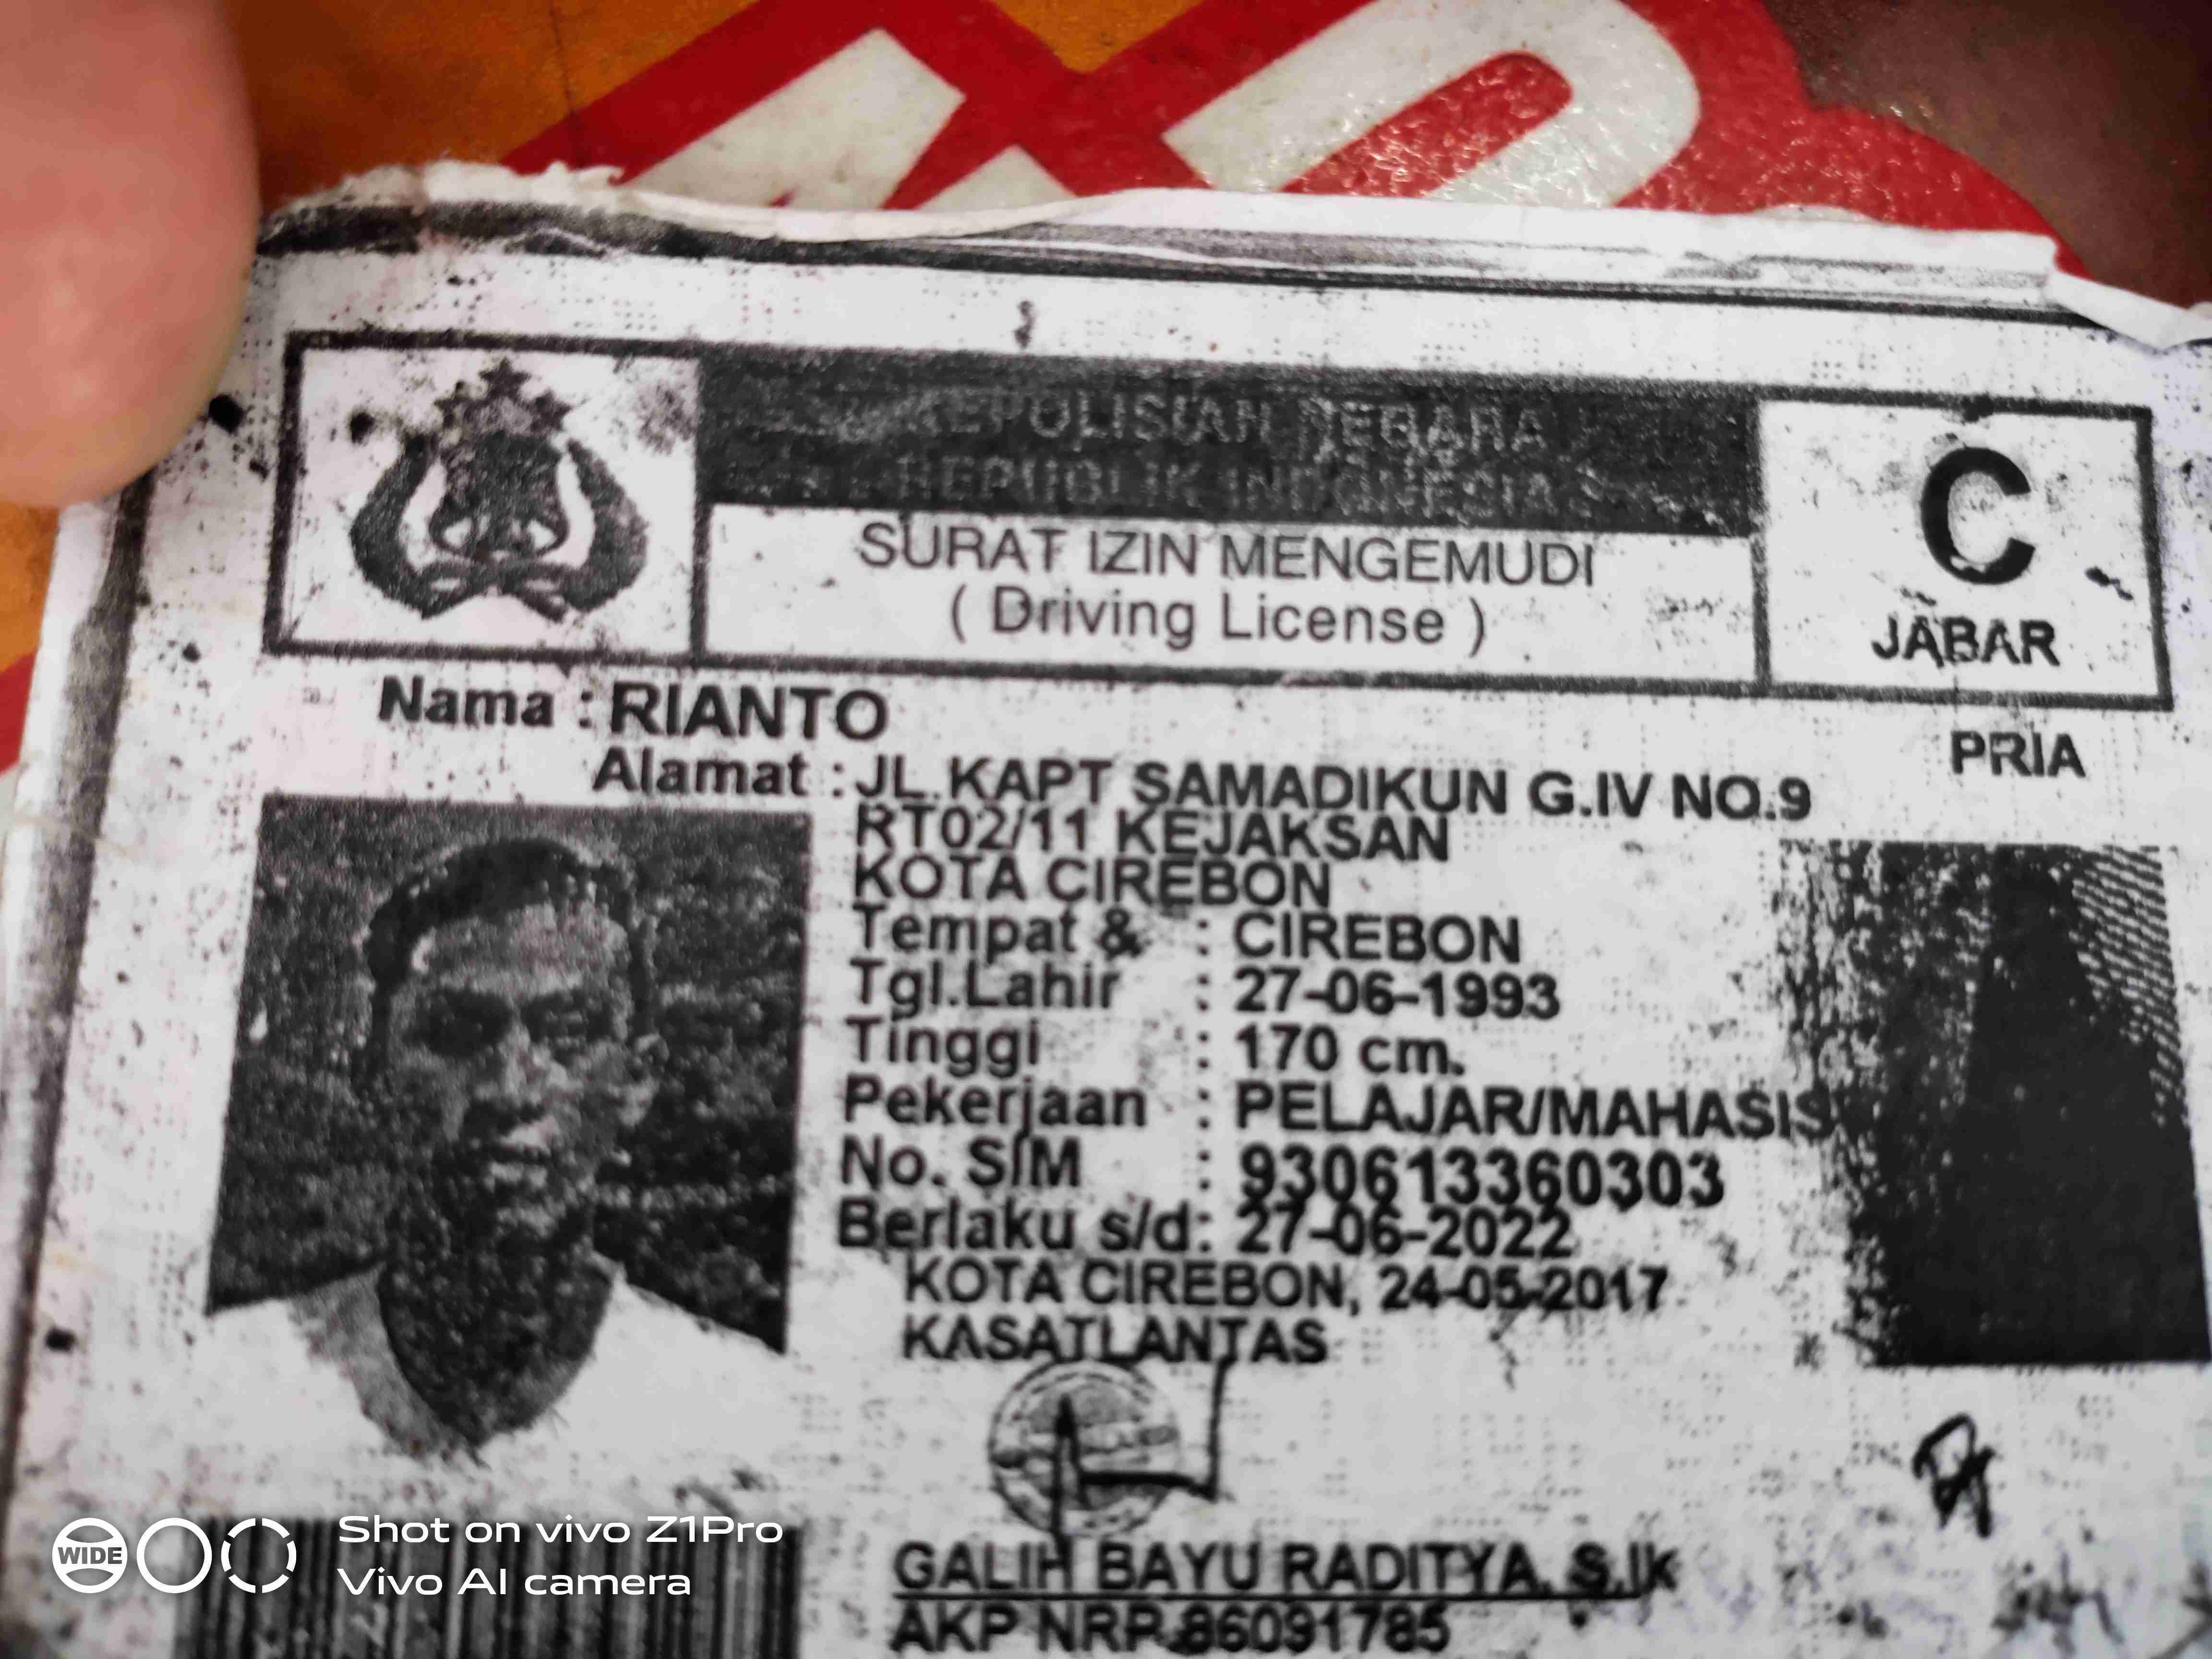 KEPOLISIAN NEGARA
REPUBLIK INDONESIA
SURAT IZIN MENGEMUDI
( Driving License )
C
JABAR
Nama : RIANTO
PRIA
Alamat : JL.KAPT SAMADIKUN G.IV NO.9
RT02/11 KEJAKSAN
KOTA CIREBON
Tempat & : CIREBON
Tgl.Lahir : 27-06-1993
Tinggi : 170 cm.
Pekerjaan : PELAJAR/MAHASIS
No. SIM : 930613360303
Berlaku s/d: 27-06-2022
KOTA CIREBON, 24-05-2017
KASATLANTAS
GALIH BAYU RADITYA, S.Ik
AKP NRP.86091785
WIDE
Shot on vivo Z1Pro
Vivo AI camera